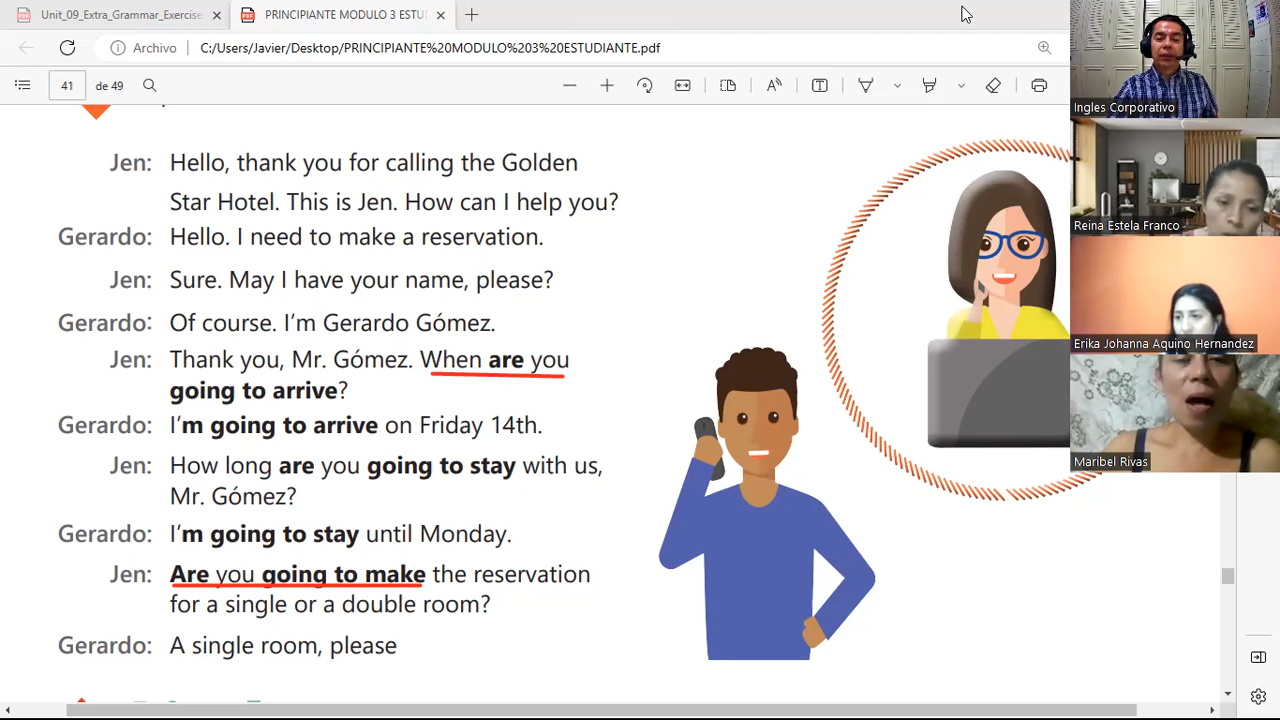 Unit_09_Extra_Grammar_Exercise
PRINCIPIANTE MODULO 3 ESTU
Archivo
C:/Users/Javier/Desktop/PRINCIPIANTE%20MODULO%203%20ESTUDIANTE.pdf
41
de 49
Jen: Hello, thank you for calling the Golden
Star Hotel. This is Jen. How can I help you?
Gerardo: Hello. I need to make a reservation.
Jen: Sure. May I have your name, please?
Gerardo: Of course. I'm Gerardo Gómez.
Jen: Thank you, Mr. Gómez. When are you
going to arrive?
Gerardo: I'm going to arrive on Friday 14th.
Jen: How long are you going to stay with us,
Mr. Gómez?
Gerardo: I'm going to stay until Monday.
Jen: Are you going to make the reservation
for a single or a double room?
Gerardo: A single room, please
Ingles Corporativo
Reina Estela Franco
Erika Johanna Aquino Hernandez
Maribel Rivas